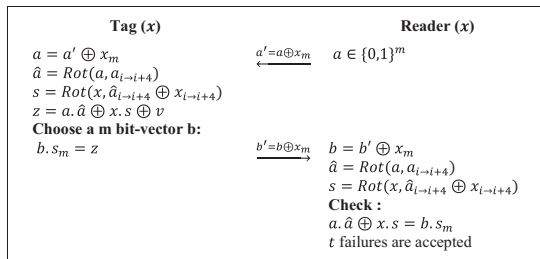 Tag (x) Reader (x)
a = a′ ⊕ x_m a′=a⊕x_m a ∈ {0,1}^m
â = Rot(a, a_{i→i+4})
s = Rot(x, â_{i→i+4} ⊕ x_{i→i+4})
z = a. â ⊕ x. s ⊕ v
Choose a m bit-vector b:
b. s_m = z b′=b⊕x_m b = b′ ⊕ x_m
â = Rot(a, a_{i→i+4})
s = Rot(x, â_{i→i+4} ⊕ x_{i→i+4})
Check :
a. â ⊕ x. s = b. s_m
t failures are accepted